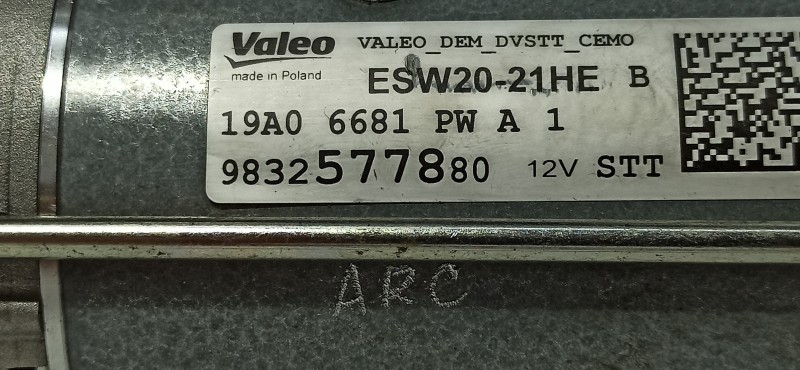 Valeo VALEO_DEM_DVSTT_CEMO
made in Poland ESW20-21HE B
19A0 6681 PW A 1
9832577880 12V STT
ARC